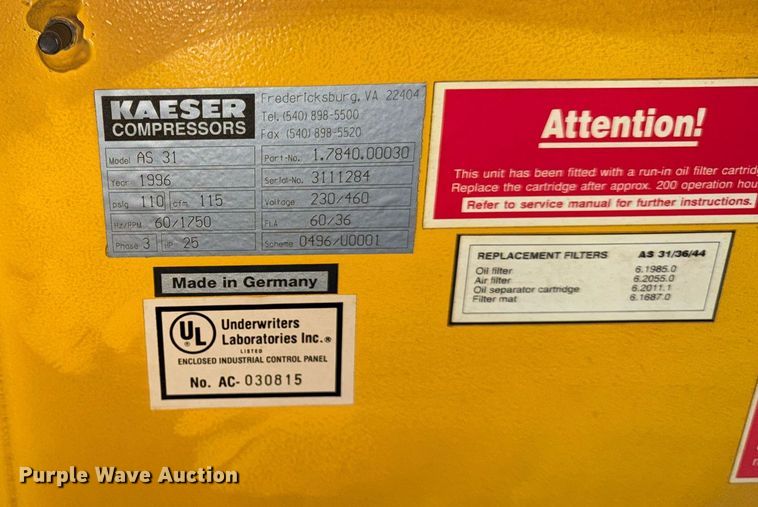 KAESER
COMPRESSORS
Fredericksburg, VA 22404
Tel. (540) 898-5500
Fax (540) 898-5520
Model AS 31
Part-No. 1.7840.00030
Year 1996
Serial-No. 3111284
psig 110 cfm 115
Voltage 230/460
Hz/RPM 60/1750
FLA 60/36
Phase 3 HP 25
Scheme 0496/U0001
Made in Germany
UL
Underwriters
Laboratories Inc.®
LISTED
ENCLOSED INDUSTRIAL CONTROL PANEL
No. AC-030815
Attention!
This unit has been fitted with a run-in oil filter cartrid
Replace the cartridge after approx. 200 operation hou
Refer to service manual for further instructions.
REPLACEMENT FILTERS AS 31/36/44
Oil filter 6.1985.0
Air filter 6.2055.0
Oil separator cartridge 6.2011.1
Filter mat 6.1687.0
Purple Wave Auction